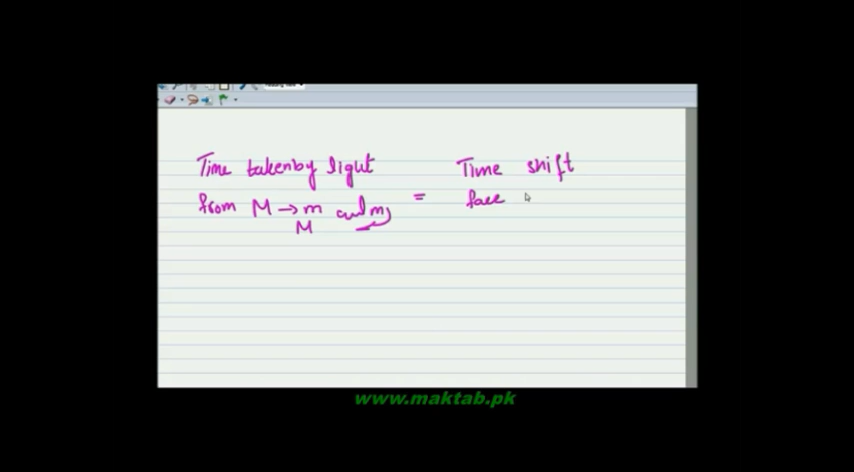 Time taken by light
from M → m and m
M
=
Time shift
face
www.maktab.pk